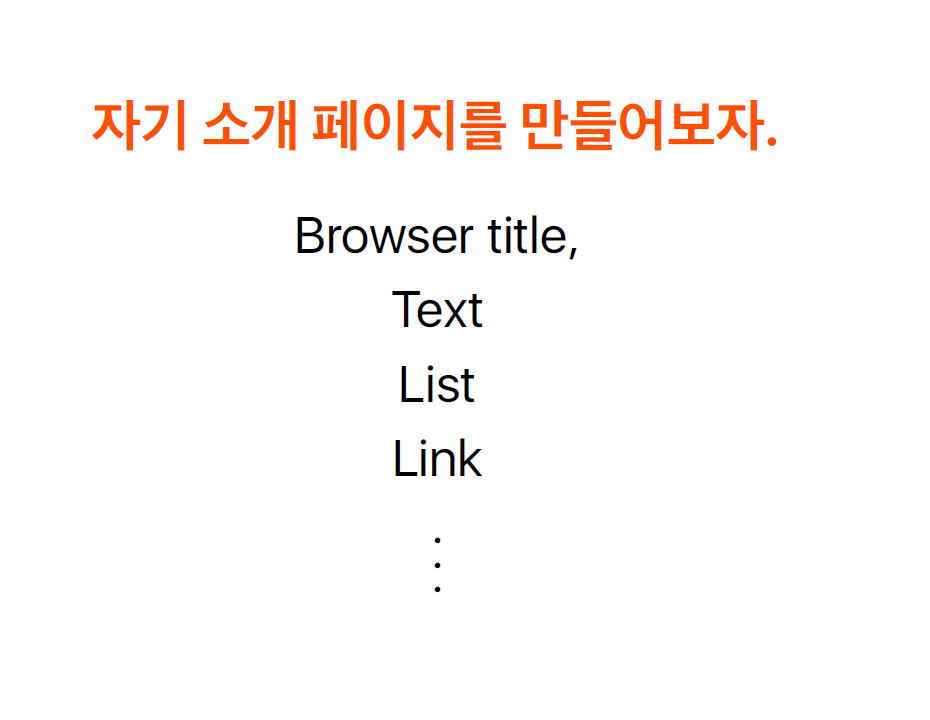 자기 소개 페이지를 만들어보자.
Browser title,
Text
List
Link
⋮